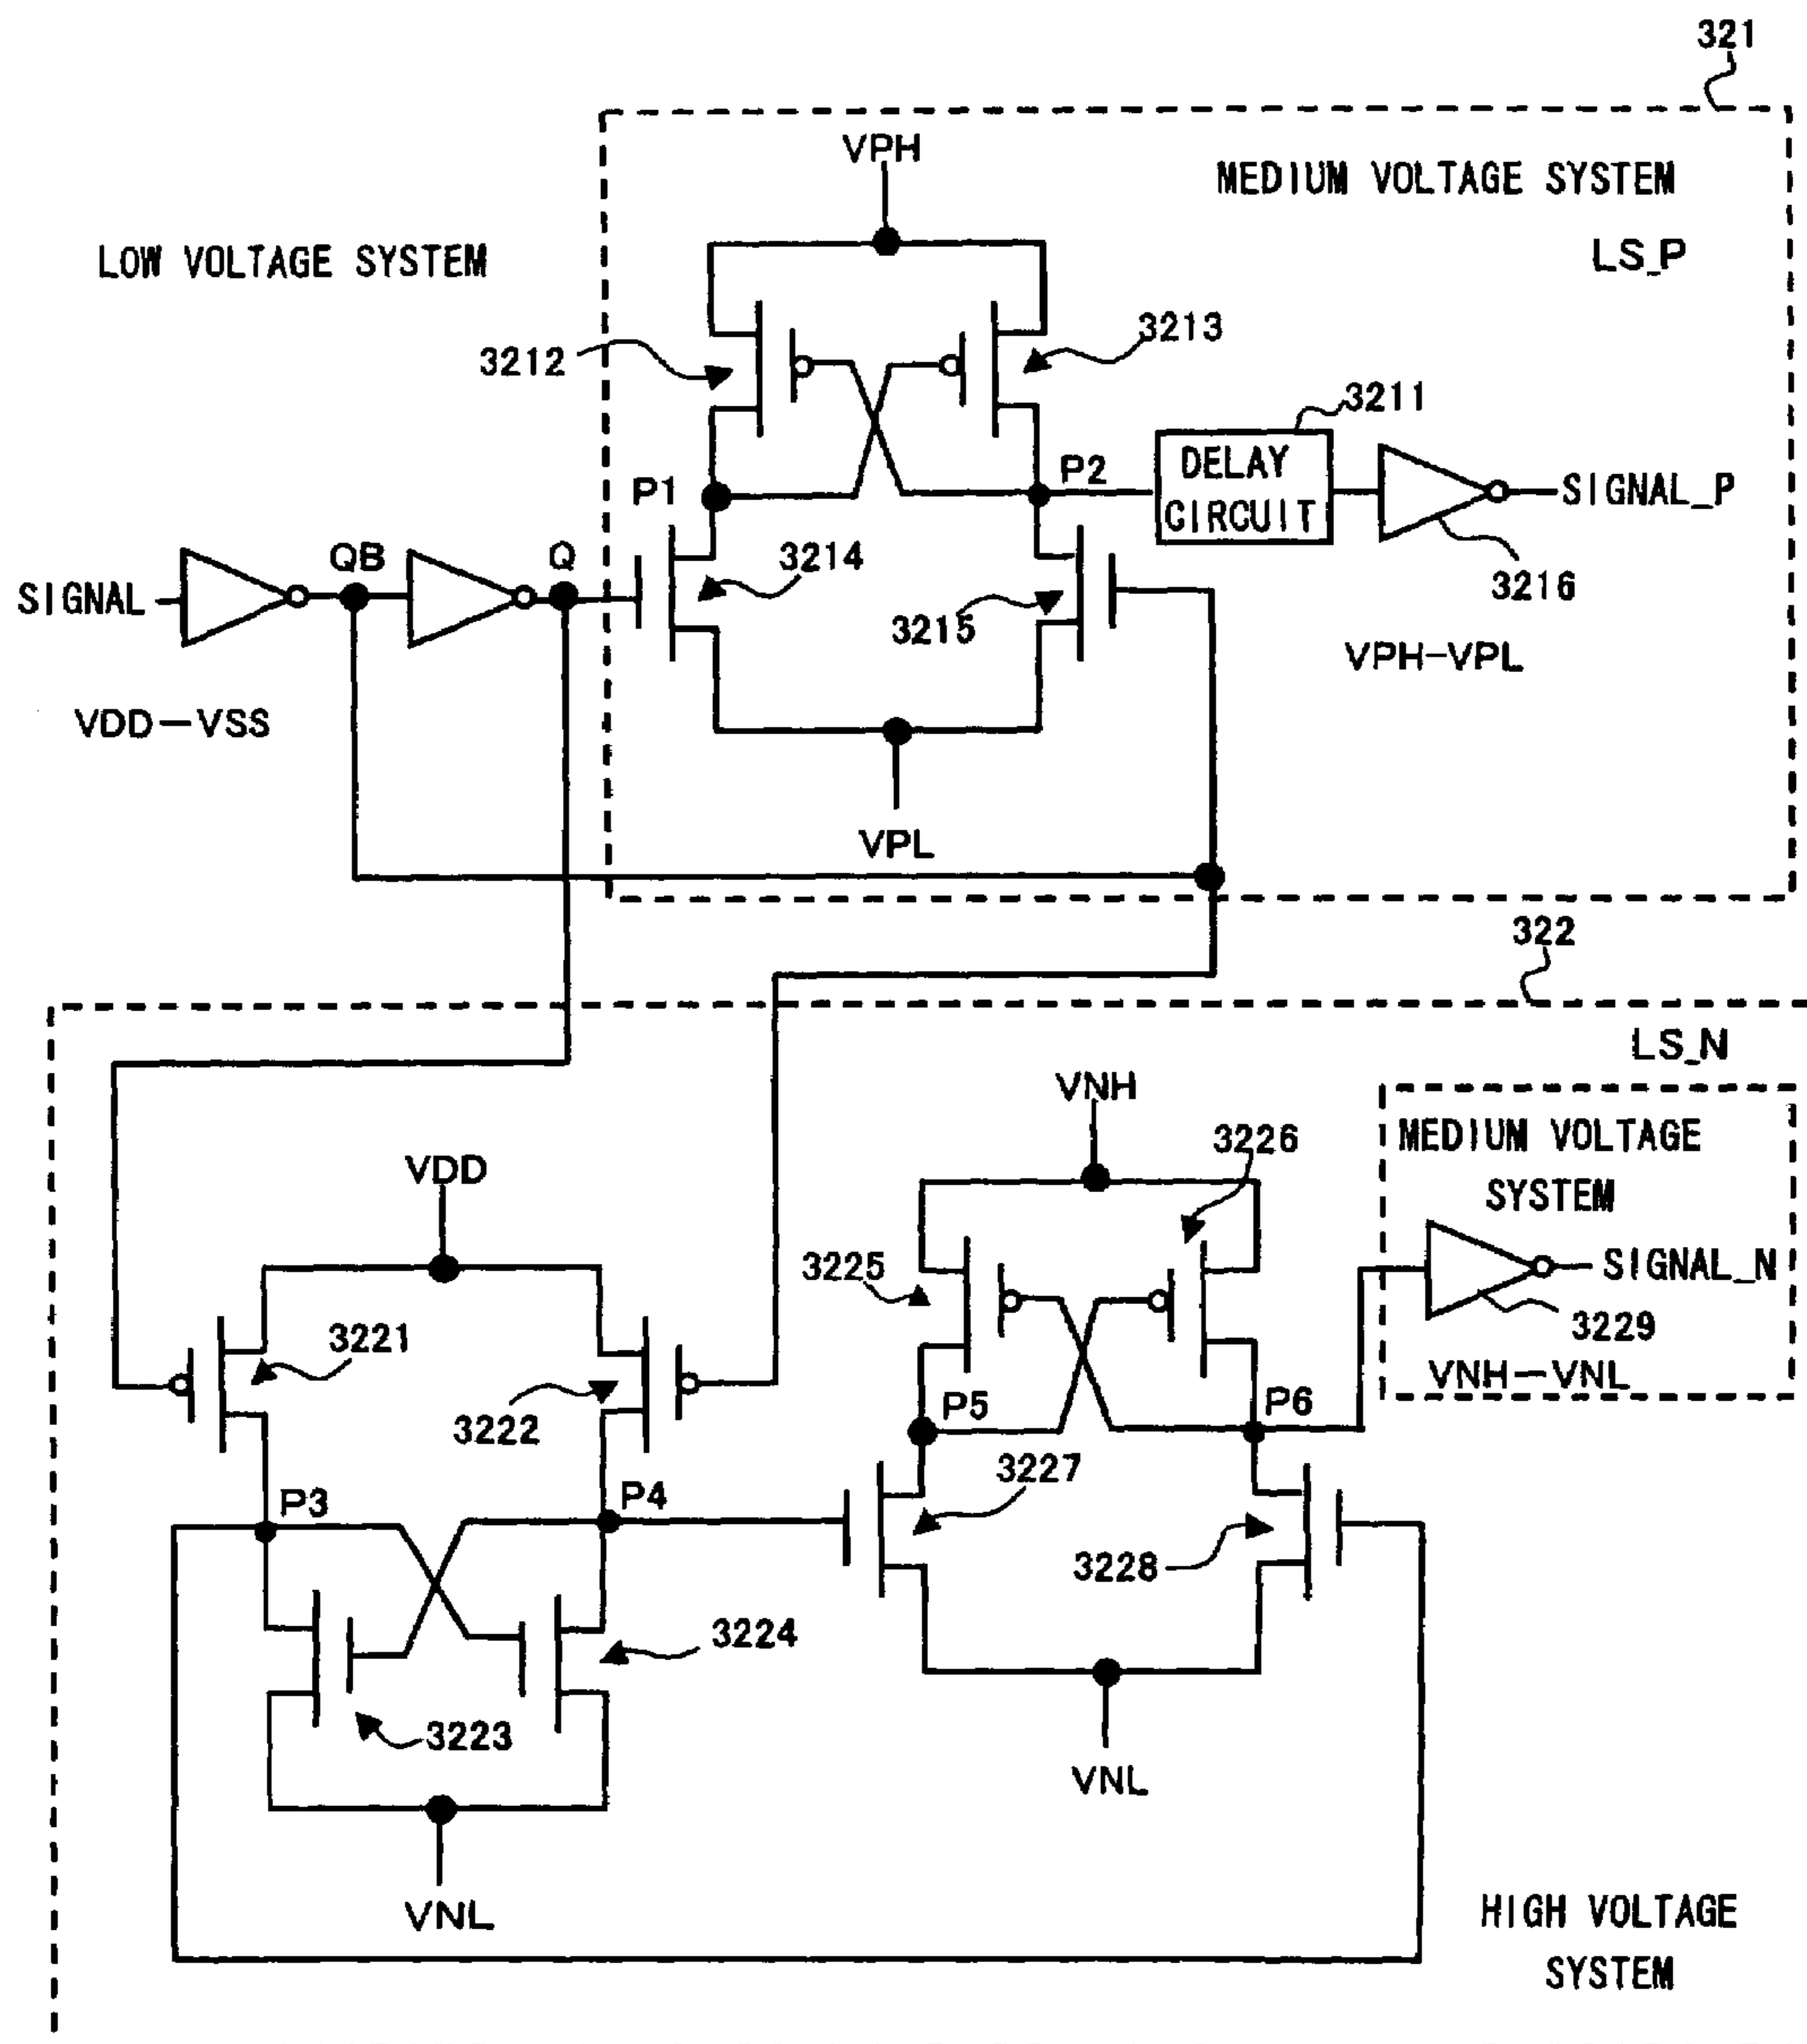 321
VPH
MEDIUM VOLTAGE SYSTEM
LOW VOLTAGE SYSTEM
LS_P
3212
3213
3211
P1
P2
DELAY
CIRCUIT
SIGNAL_P
QB
Q
3214
SIGNAL
3215
3216
VPH-VPL
VDD-VSS
VPL
322
LS_N
VNH
MEDIUM VOLTAGE
SYSTEM
3226
VDD
3225
SIGNAL_N
3221
3229
VNH-VNL
3222
P5
P6
P3
P4
3227
3228
3224
3223
VNL
VNL
HIGH VOLTAGE
SYSTEM